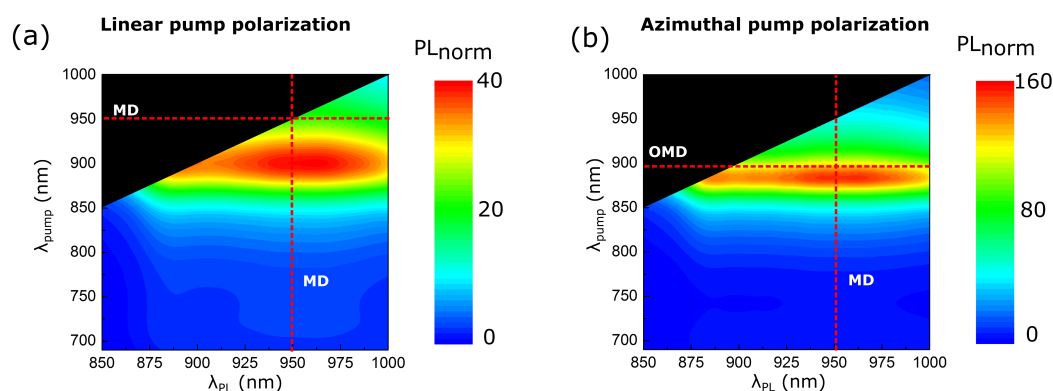 Linear pump polarization
(a)
PLnorm
1000
950
900
850
800
750
700
λpump (nm)
MD
MD
850
875
900
925
950
975
1000
λPL (nm)
40
20
0
Azimuthal pump polarization
(b)
PLnorm
1000
950
900
850
800
750
700
λpump (nm)
OMD
MD
850
875
900
925
950
975
1000
λPL (nm)
160
80
0